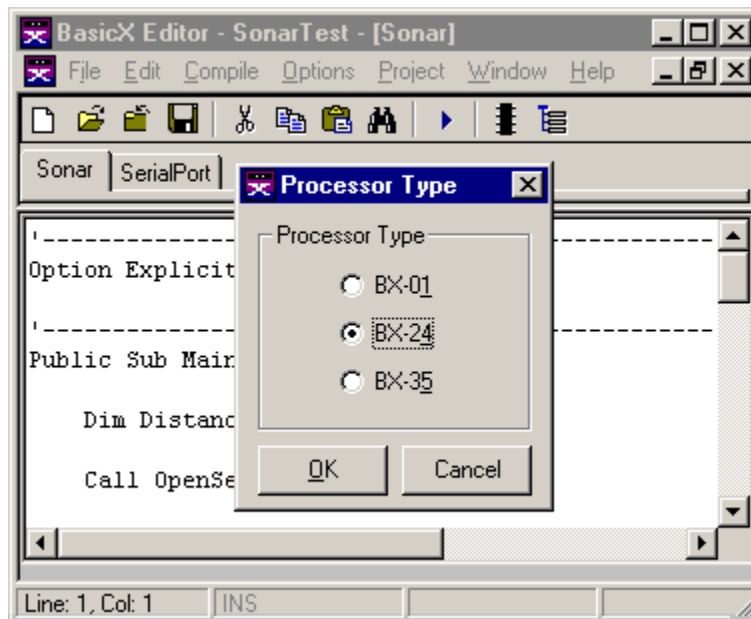 BasicX Editor - SonarTest - [Sonar]
File Edit Compile Options Project Window Help
Sonar SerialPort
Processor Type
Processor Type
BX-01
BX-24
BX-35
OK Cancel
'--------------------
Option Explicit
'--------------------
Public Sub Main
Dim Distanc
Call OpenSe
Line: 1, Col: 1 INS